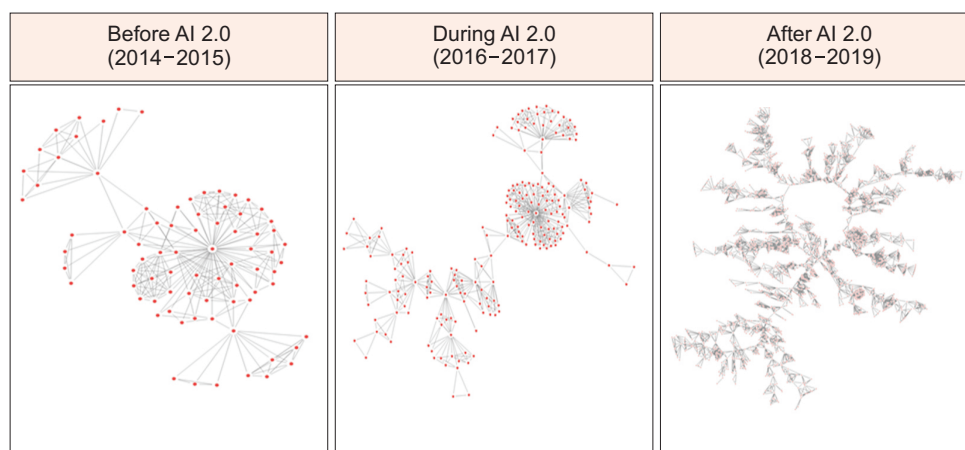 Before AI 2.0
(2014−2015)
During AI 2.0
(2016−2017)
After AI 2.0
(2018−2019)